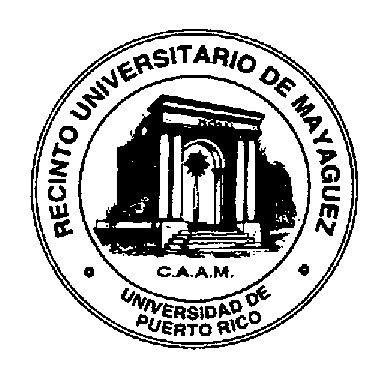 RECINTO UNIVERSITARIO DE MAYAGUEZ
C.A.A.M.
UNIVERSIDAD DE
PUERTO RICO